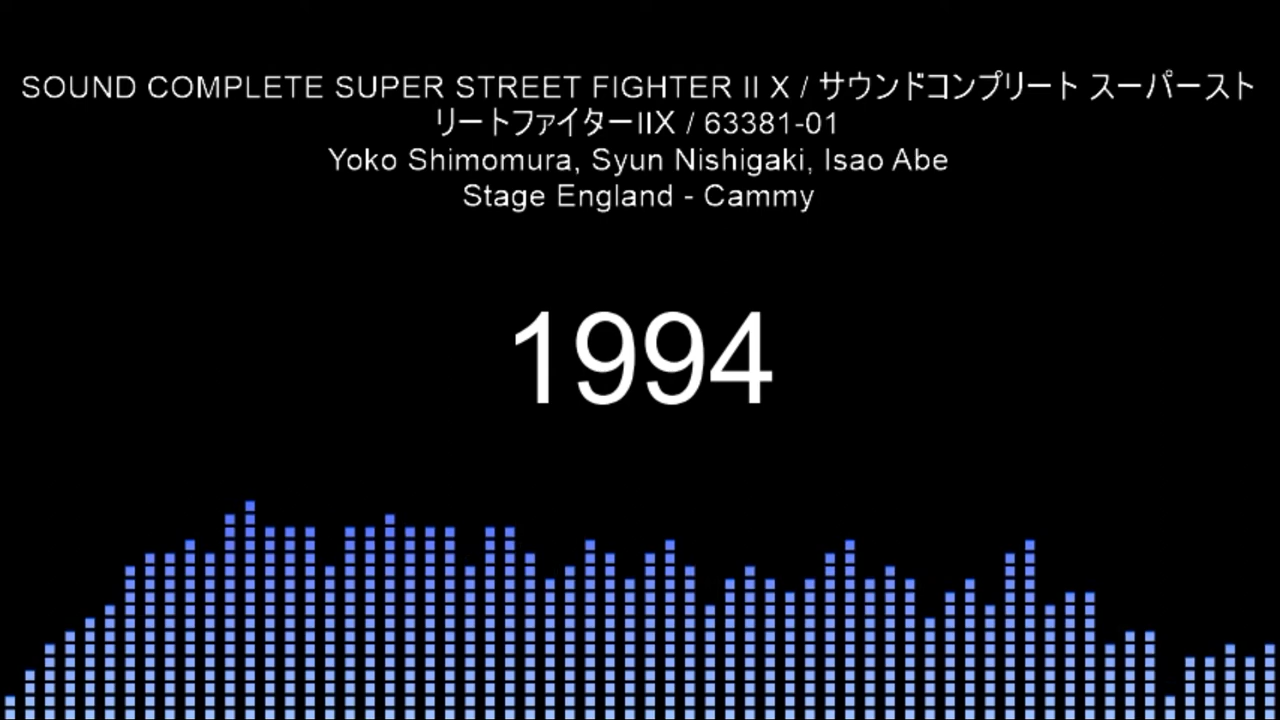 SOUND COMPLETE SUPER STREET FIGHTER II X / サウンドコンプリート スーパースト
リートファイターIIX / 63381-01
Yoko Shimomura, Syun Nishigaki, Isao Abe
Stage England - Cammy
1994